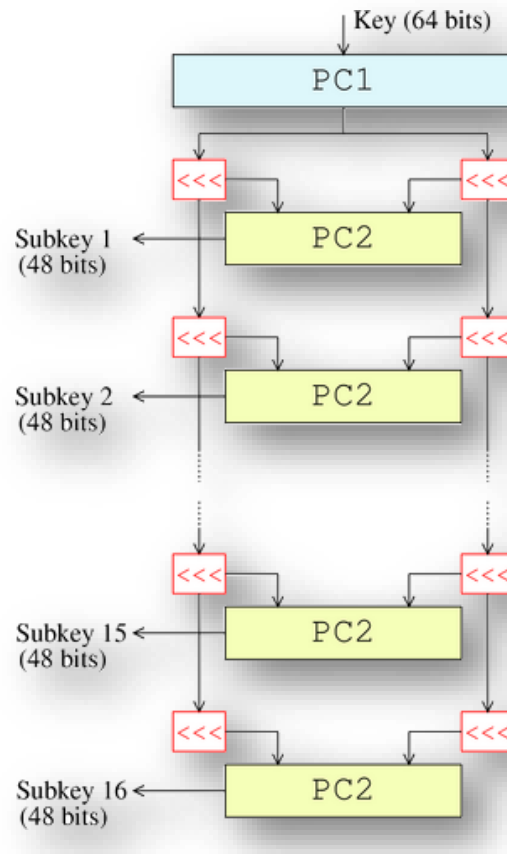 Key (64 bits)
PC1
<<< <<<
PC2
Subkey 1
(48 bits)
<<< <<<
PC2
Subkey 2
(48 bits)
<<< <<<
PC2
Subkey 15
(48 bits)
<<< <<<
PC2
Subkey 16
(48 bits)